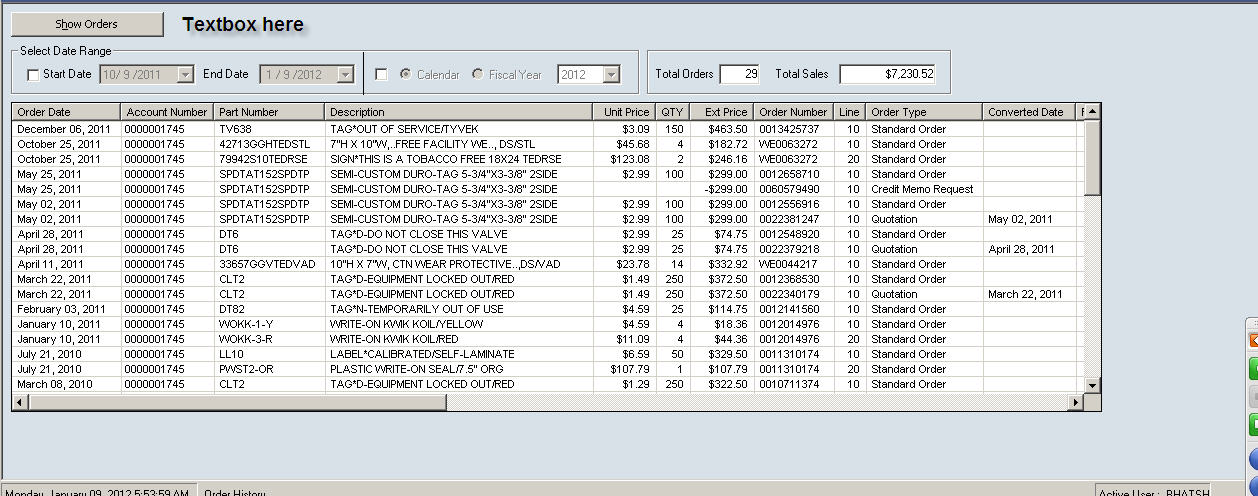 Show Orders Textbox here
Select Date Range
Start Date 10/ 9 /2011 End Date 1 / 9 /2012 Calendar Fiscal Year 2012 Total Orders 29 Total Sales $7,230.52
Order Date Account Number Part Number Description Unit Price QTY Ext Price Order Number Line Order Type Converted Date
December 06, 2011 0000001745 TV638 TAG*OUT OF SERVICE/TYVEK $3.09 150 $463.50 0013425737 10 Standard Order
October 25, 2011 0000001745 42713GGHTEDSTL 7"H X 10"W,..FREE FACILITY WE.., DS/STL $45.68 4 $182.72 WE0063272 10 Standard Order
October 25, 2011 0000001745 79942S10TEDRSE SIGN*THIS IS A TOBACCO FREE 18X24 TEDRSE $123.08 2 $246.16 WE0063272 20 Standard Order
May 25, 2011 0000001745 SPDTAT152SPDTP SEMI-CUSTOM DURO-TAG 5-3/4"X3-3/8" 2SIDE $2.99 100 $299.00 0012658710 10 Standard Order
May 25, 2011 0000001745 SPDTAT152SPDTP SEMI-CUSTOM DURO-TAG 5-3/4"X3-3/8" 2SIDE -$299.00 0060579490 10 Credit Memo Request
May 02, 2011 0000001745 SPDTAT152SPDTP SEMI-CUSTOM DURO-TAG 5-3/4"X3-3/8" 2SIDE $2.99 100 $299.00 0012556916 10 Standard Order
May 02, 2011 0000001745 SPDTAT152SPDTP SEMI-CUSTOM DURO-TAG 5-3/4"X3-3/8" 2SIDE $2.99 100 $299.00 0022381247 10 Quotation May 02, 2011
April 28, 2011 0000001745 DT6 TAG*D-DO NOT CLOSE THIS VALVE $2.99 25 $74.75 0012548920 10 Standard Order
April 28, 2011 0000001745 DT6 TAG*D-DO NOT CLOSE THIS VALVE $2.99 25 $74.75 0022379218 10 Quotation April 28, 2011
April 11, 2011 0000001745 33657GGVTEDVAD 10"H X 7"W, CTN WEAR PROTECTIVE..,DS/VAD $23.78 14 $332.92 WE0044217 10 Standard Order
March 22, 2011 0000001745 CLT2 TAG*D-EQUIPMENT LOCKED OUT/RED $1.49 250 $372.50 0012368530 10 Standard Order
March 22, 2011 0000001745 CLT2 TAG*D-EQUIPMENT LOCKED OUT/RED $1.49 250 $372.50 0022340179 10 Quotation March 22, 2011
February 03, 2011 0000001745 DT82 TAG*N-TEMPORARILY OUT OF USE $4.59 25 $114.75 0012141560 10 Standard Order
January 10, 2011 0000001745 WOKK-1-Y WRITE-ON KWIK KOIL/YELLOW $4.59 4 $18.36 0012014976 10 Standard Order
January 10, 2011 0000001745 WOKK-3-R WRITE-ON KWIK KOIL/RED $11.09 4 $44.36 0012014976 20 Standard Order
July 21, 2010 0000001745 LL10 LABEL*CALIBRATED/SELF-LAMINATE $6.59 50 $329.50 0011310174 10 Standard Order
July 21, 2010 0000001745 PWST2-OR PLASTIC WRITE-ON SEAL/7.5" ORG $107.79 1 $107.79 0011310174 20 Standard Order
March 08, 2010 0000001745 CLT2 TAG*D-EQUIPMENT LOCKED OUT/RED $1.29 250 $322.50 0010711374 10 Standard Order
Monday, January 09, 2012 5:53:59 AM Order History Active User : BHATSH